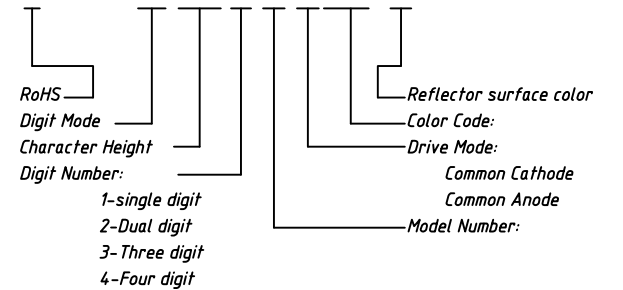 RoHS
Digit Mode
Character Height
Digit Number:
1-single digit
2-Dual digit
3-Three digit
4-Four digit
Reflector surface color
Color Code:
Drive Mode:
Common Cathode
Common Anode
Model Number: